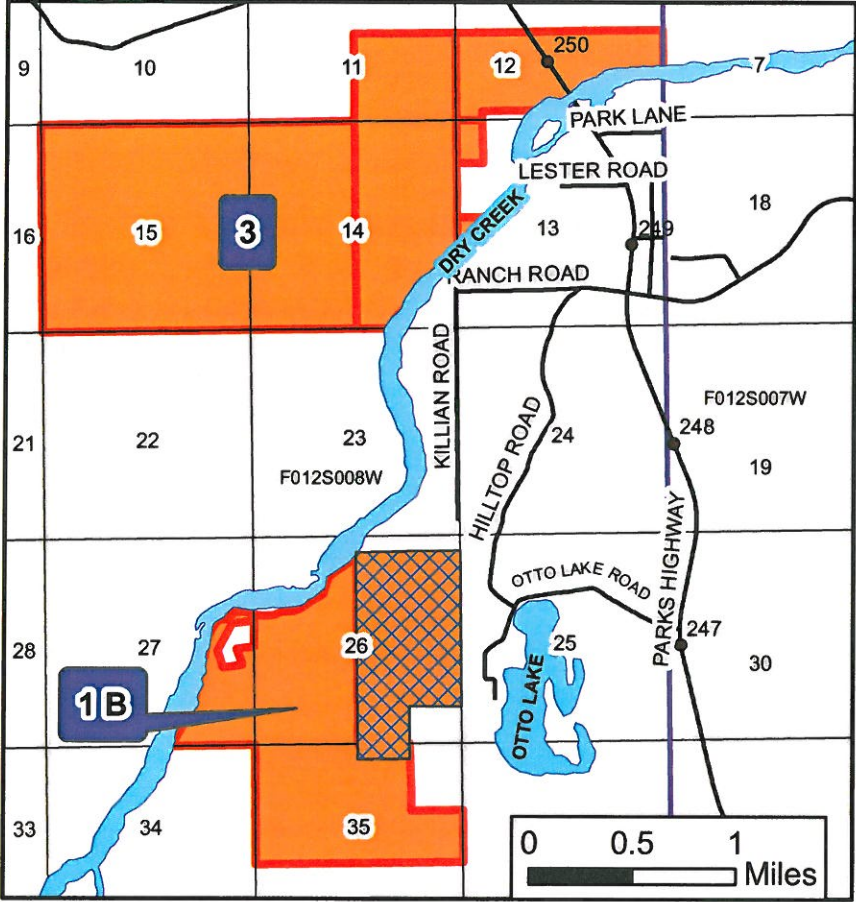 250
9
10
11
12
7
PARK LANE
LESTER ROAD
18
16
15
3
14
DRY CREEK
13
249
RANCH ROAD
KILLIAN ROAD
F012S007W
HILLTOP ROAD
24
248
21
22
23
19
F012S008W
PARKS HIGHWAY
OTTO LAKE ROAD
247
28
27
26
25
30
1B
OTTO LAKE
33
34
35
0 0.5 1
Miles